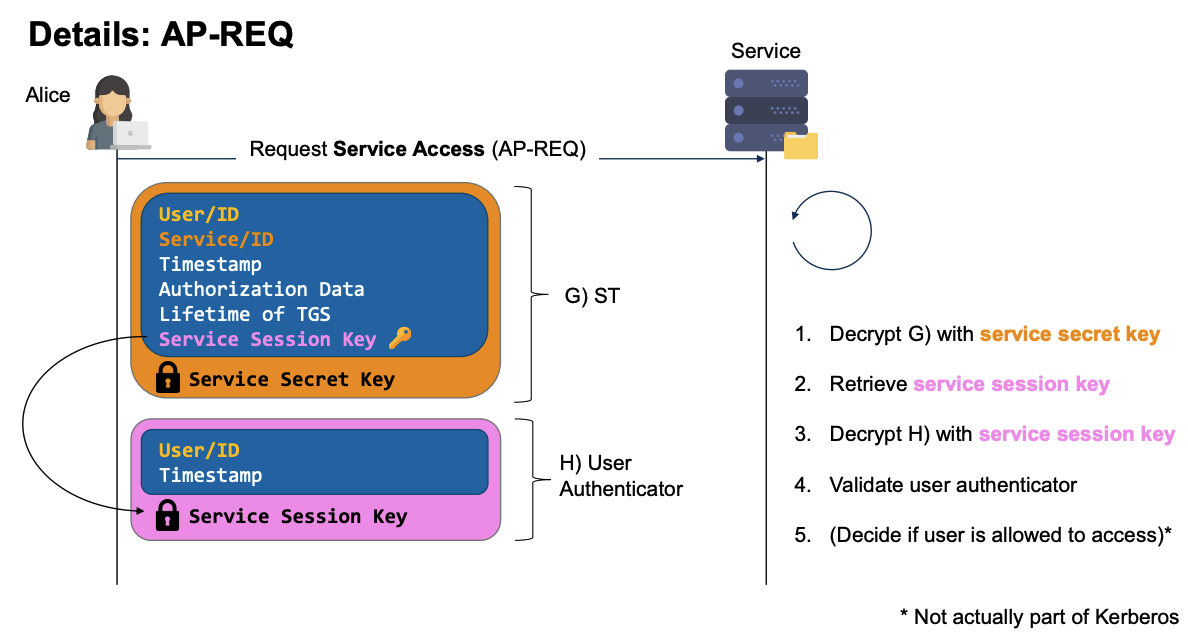 Details: AP-REQ
Alice
Service
Request Service Access (AP-REQ)
User/ID
Service/ID
Timestamp
Authorization Data
Lifetime of TGS
Service Session Key
Service Secret Key
G) ST
User/ID
Timestamp
Service Session Key
H) User
Authenticator
1. Decrypt G) with service secret key
2. Retrieve service session key
3. Decrypt H) with service session key
4. Validate user authenticator
5. (Decide if user is allowed to access)*
* Not actually part of Kerberos